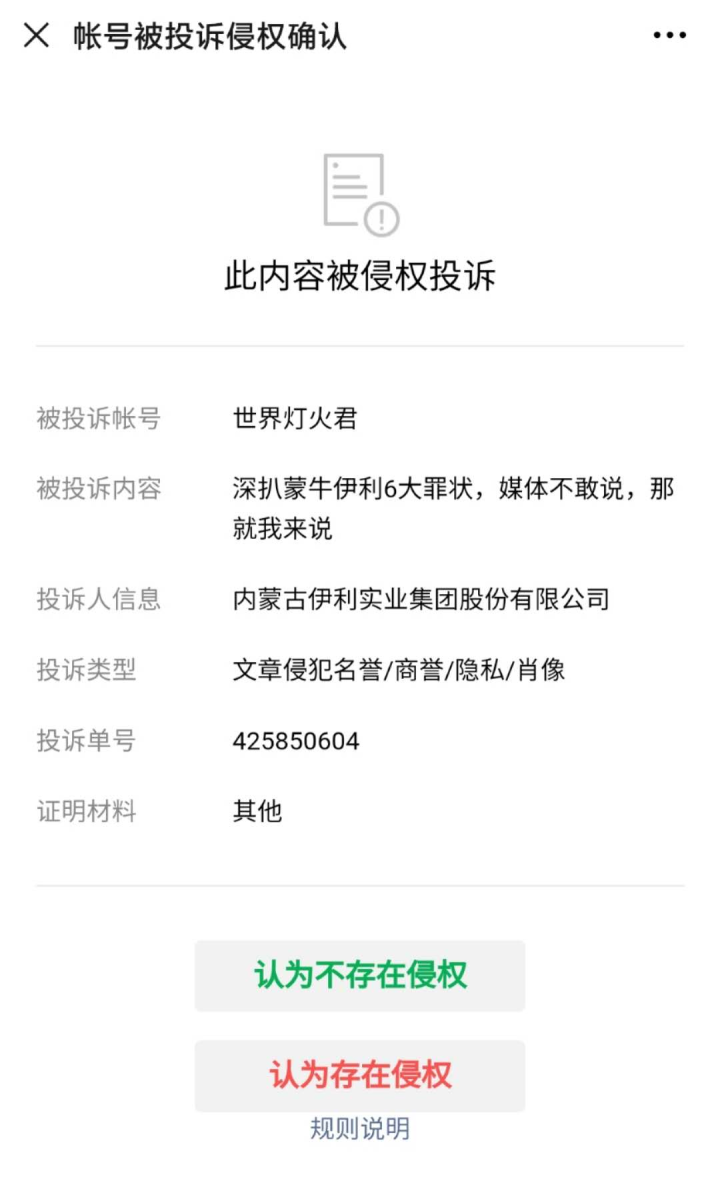 帐号被投诉侵权确认
此内容被侵权投诉
被投诉帐号 世界灯火君
被投诉内容 深扒蒙牛伊利6大罪状，媒体不敢说，那
就我来说
投诉人信息 内蒙古伊利实业集团股份有限公司
投诉类型 文章侵犯名誉/商誉/隐私/肖像
投诉单号 425850604
证明材料 其他
认为不存在侵权
认为存在侵权
规则说明